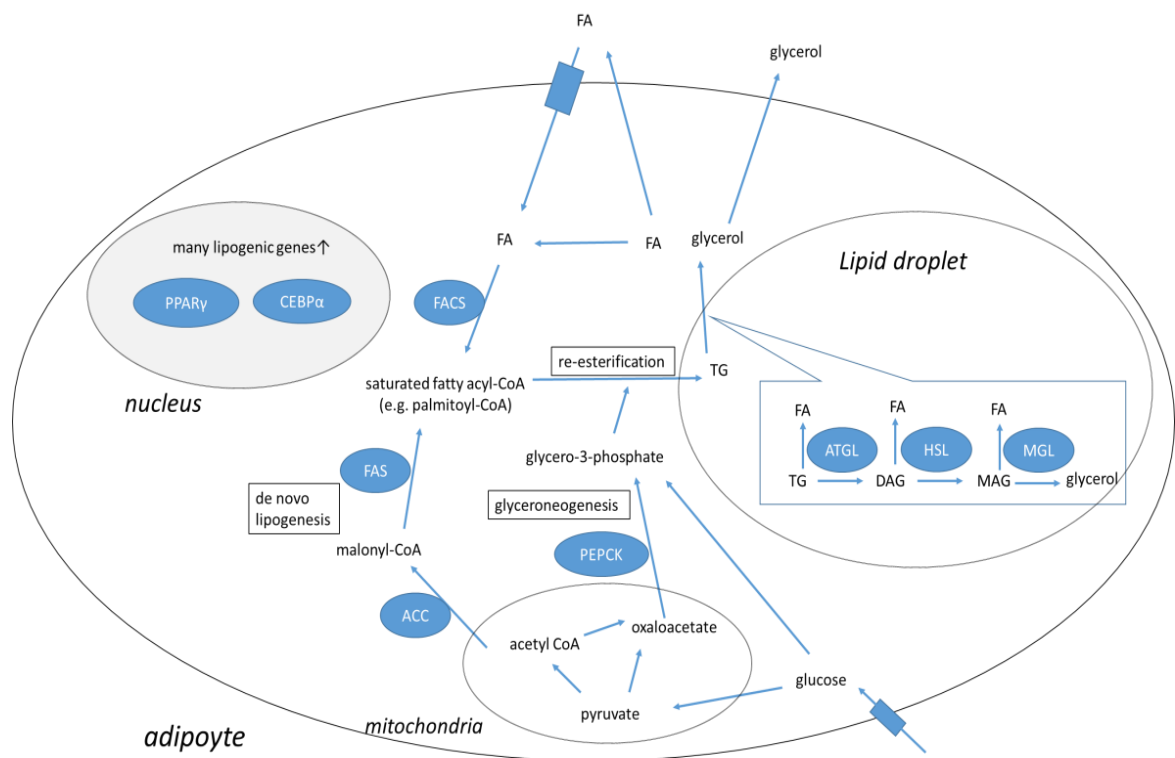 FA
glycerol
many lipogenic genes↑
PPARγ
CEBPα
nucleus
FA
FA
glycerol
FACS
Lipid droplet
re-esterification
TG
saturated fatty acyl-CoA
(e.g. palmitoyl-CoA)
FA
FA
FA
ATGL
HSL
MGL
TG
DAG
MAG
glycerol
glycero-3-phosphate
FAS
de novo
lipogenesis
glyceroneogenesis
malonyl-CoA
PEPCK
ACC
acetyl CoA
oxaloacetate
pyruvate
glucose
mitochondria
adipoyte